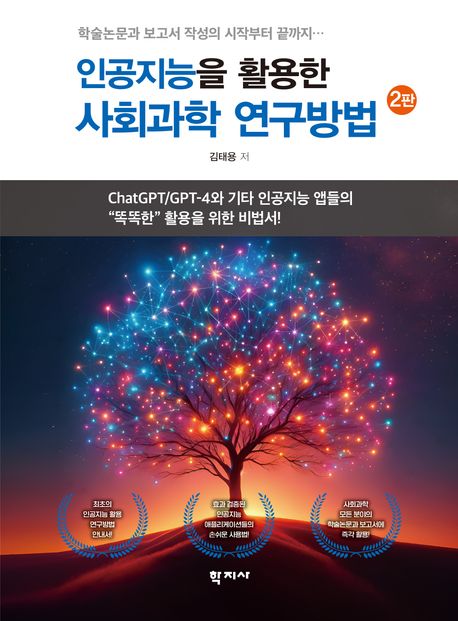 학술논문과 보고서 작성의 시작부터 끝까지…
인공지능을 활용한
사회과학 연구방법 2판
김태용 저
ChatGPT/GPT-4와 기타 인공지능 앱들의
“똑똑한” 활용을 위한 비법서!
최초의
인공지능 활용
연구방법
안내서!
효과 검증된
인공지능
애플리케이션들의
손쉬운 사용법!
사회과학
모든 분야의
학술논문과 보고서에
즉각 활용!
학지사